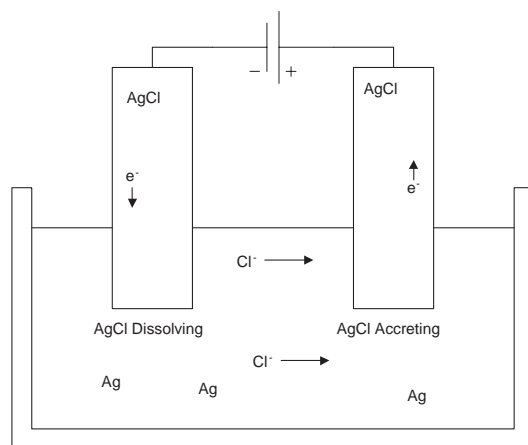 − +
AgCl
AgCl
e-
e-
Cl-
AgCl Dissolving
AgCl Accreting
Cl-
Ag
Ag
Ag